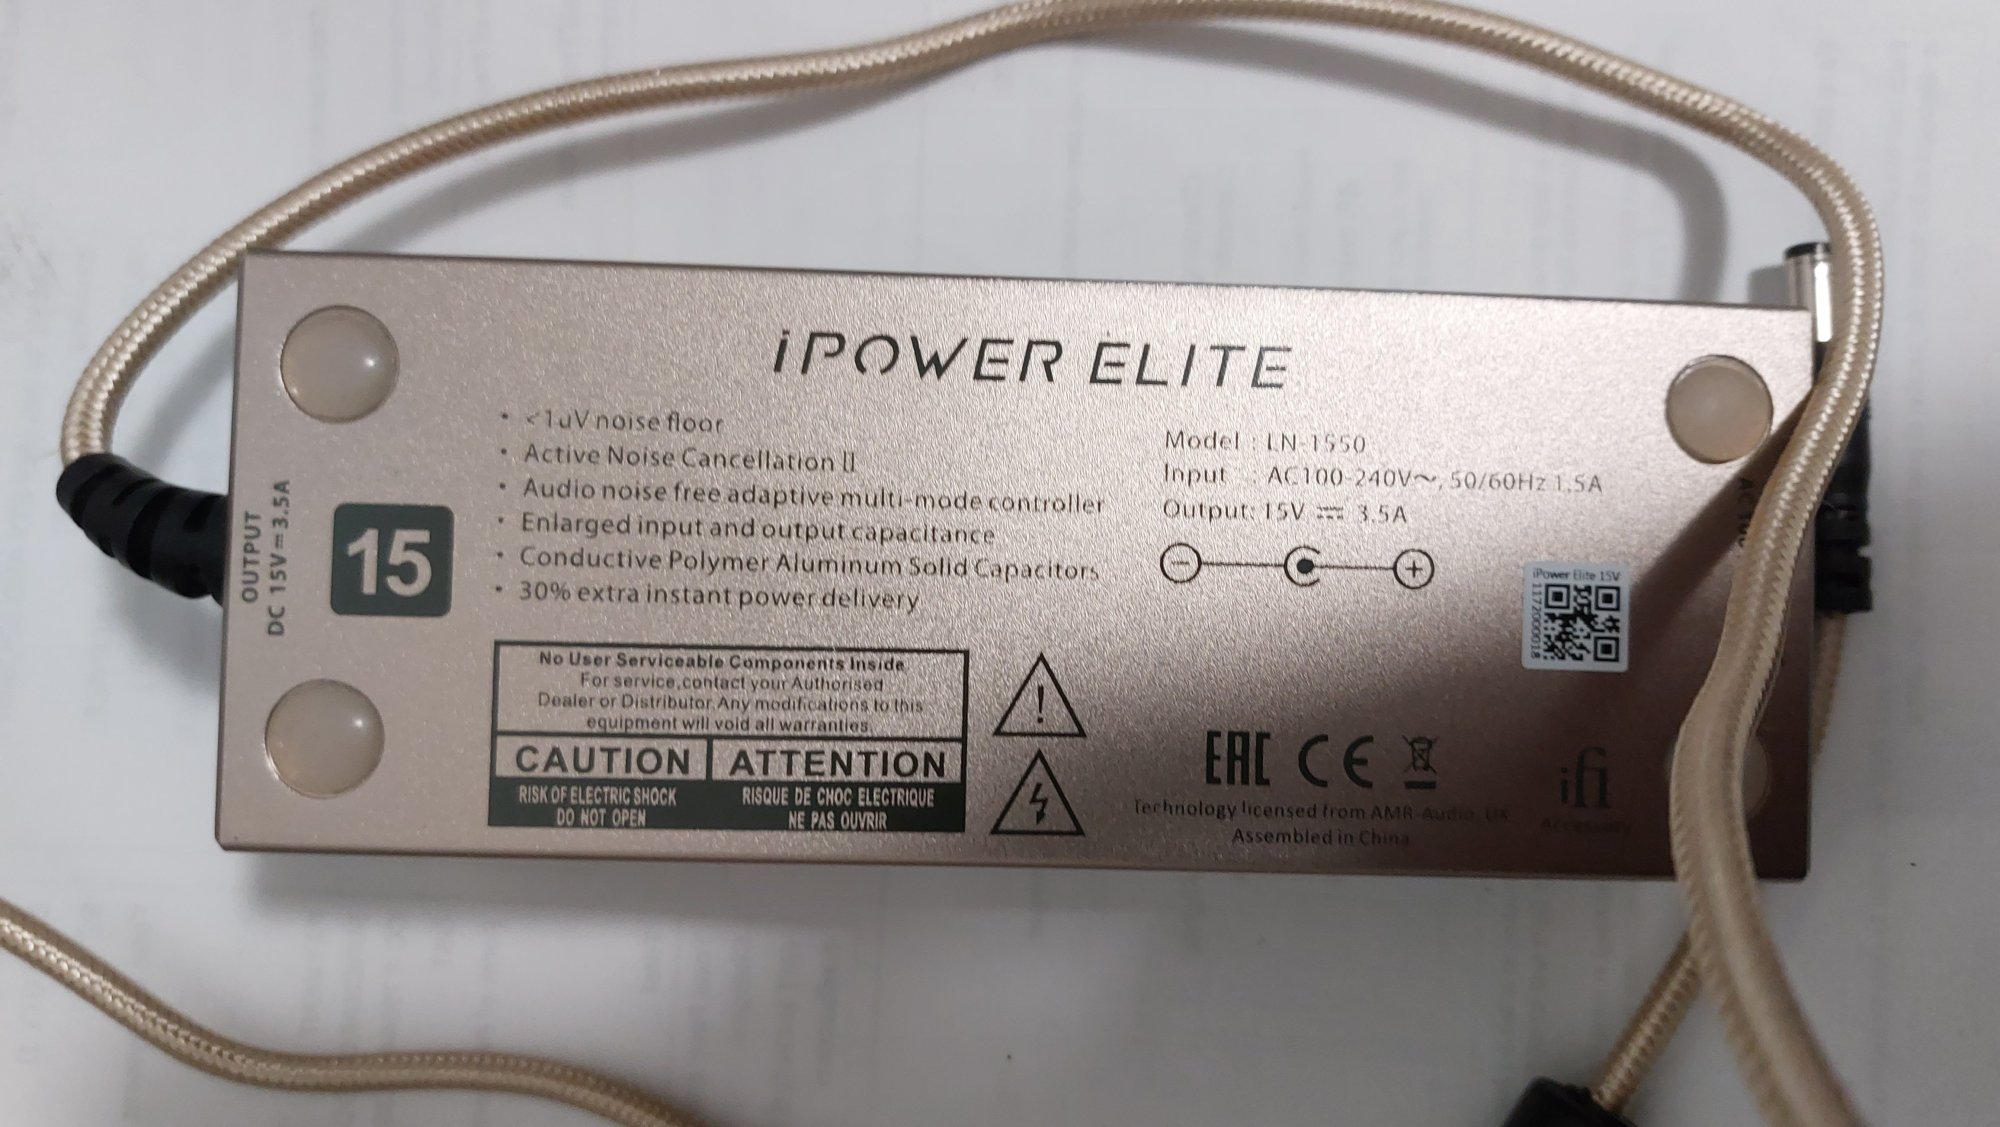 iPOWER ELITE
• <1uV noise floor
• Active Noise Cancellation II
• Audio noise free adaptive multi-mode controller
• Enlarged input and output capacitance
• Conductive Polymer Aluminum Solid Capacitors
• 30% extra instant power delivery
Model : LN-1550
Input : AC100-240V～, 50/60Hz 1.5A
Output: 15V ⎓ 3.5A
− +
OUTPUT
DC 15V⎓3.5A
15
iPower Elite 15V
1172000018
No User Serviceable Components Inside
For service,contact your Authorised
Dealer or Distributor.Any modifications to this
equipment will void all warranties.
CAUTION ATTENTION
RISK OF ELECTRIC SHOCK
DO NOT OPEN
RISQUE DE CHOC ELECTRIQUE
NE PAS OUVRIR
EAC CE
Technology licensed from AMR-Audio, UK
Assembled in China
ifi
Accessory